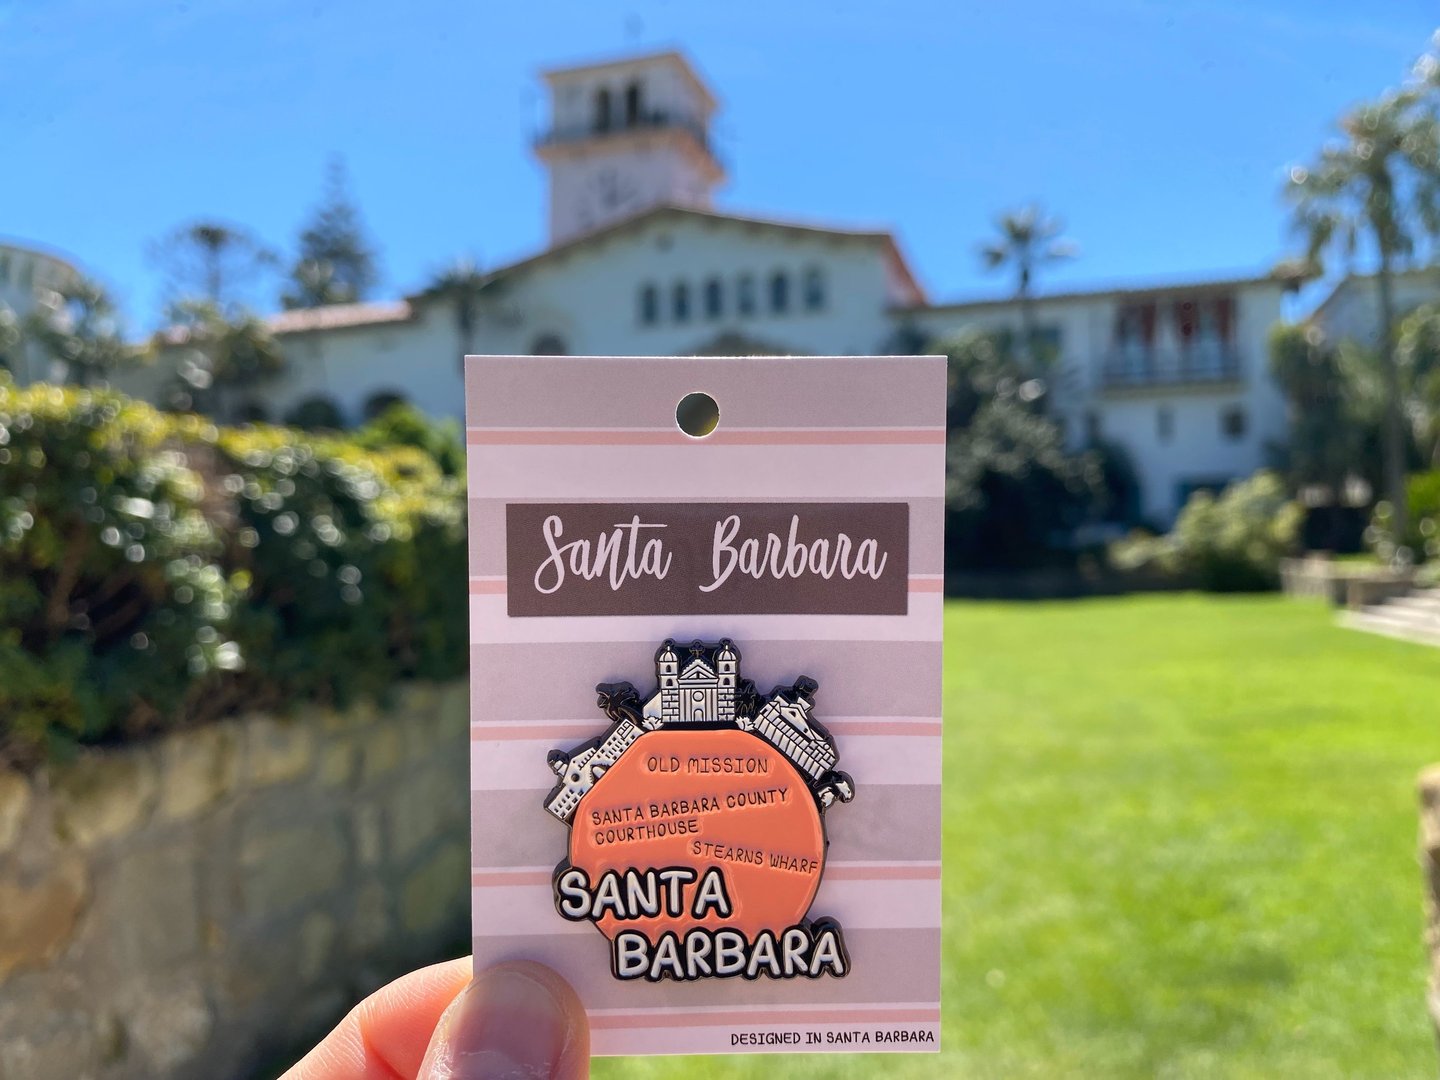 Santa Barbara
OLD MISSION
SANTA BARBARA COUNTY
COURTHOUSE
STEARNS WHARF
SANTA
BARBARA
DESIGNED IN SANTA BARBARA